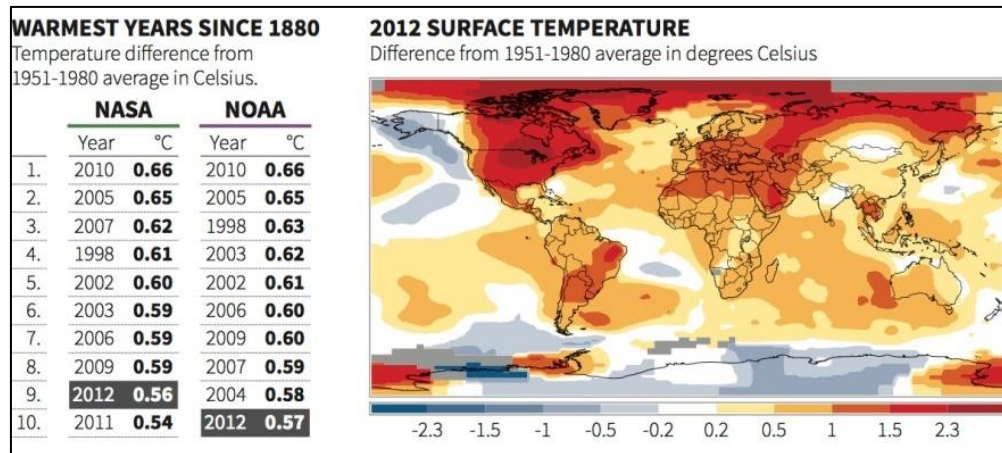 WARMEST YEARS SINCE 1880
Temperature difference from
1951-1980 average in Celsius.
NASA NOAA
Year °C Year °C
1. 2010 0.66 2010 0.66
2. 2005 0.65 2005 0.65
3. 2007 0.62 1998 0.63
4. 1998 0.61 2003 0.62
5. 2002 0.60 2002 0.61
6. 2003 0.59 2006 0.60
7. 2006 0.59 2009 0.60
8. 2009 0.59 2007 0.59
9. 2012 0.56 2004 0.58
10. 2011 0.54 2012 0.57
2012 SURFACE TEMPERATURE
Difference from 1951-1980 average in degrees Celsius
-2.3 -1.5 -1 -0.5 -0.2 0.2 0.5 1 1.5 2.3